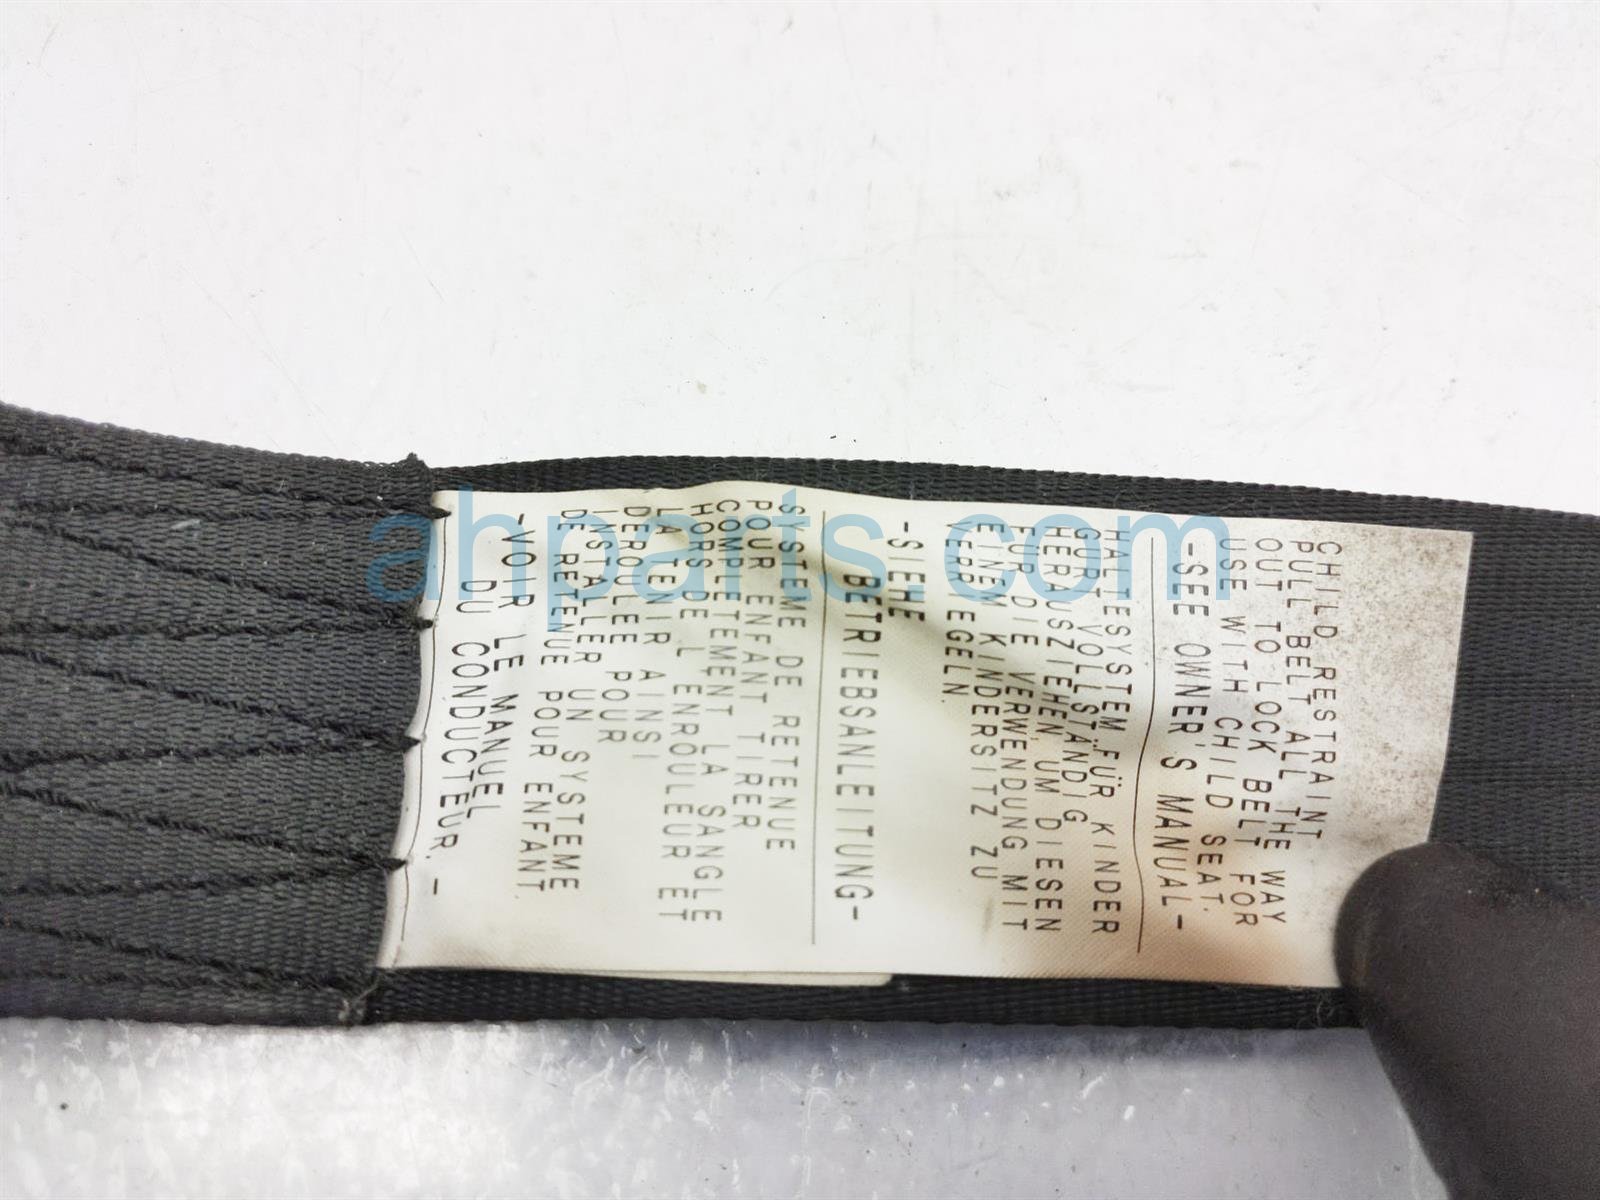 CHILD RESTRAINT
PULL BELT ALL THE WAY
OUT TO LOCK BELT FOR
USE WITH CHILD SEAT.
-SEE OWNER'S MANUAL-
HALTESYSTEM FÜR KINDER
GURT VOLLSTÄNDIG
HERAUSZIEHEN, UM DIESEN
FÜR DIE VERWENDUNG MIT
EINEM KINDERSITZ ZU
VERRIEGELN.
-SIEHE
BETRIEBSANLEITUNG-
SYSTEME DE RETENUE
POUR ENFANT TIRER
COMPLETEMENT LA SANGLE
HORS DE L'ENROULEUR ET
LA TENIR AINSI
DEROULEE POUR
INSTALLER UN SYSTEME
DE RETENUE POUR ENFANT
-VOIR LE MANUEL
DU CONDUCTEUR.-
ahparts.com